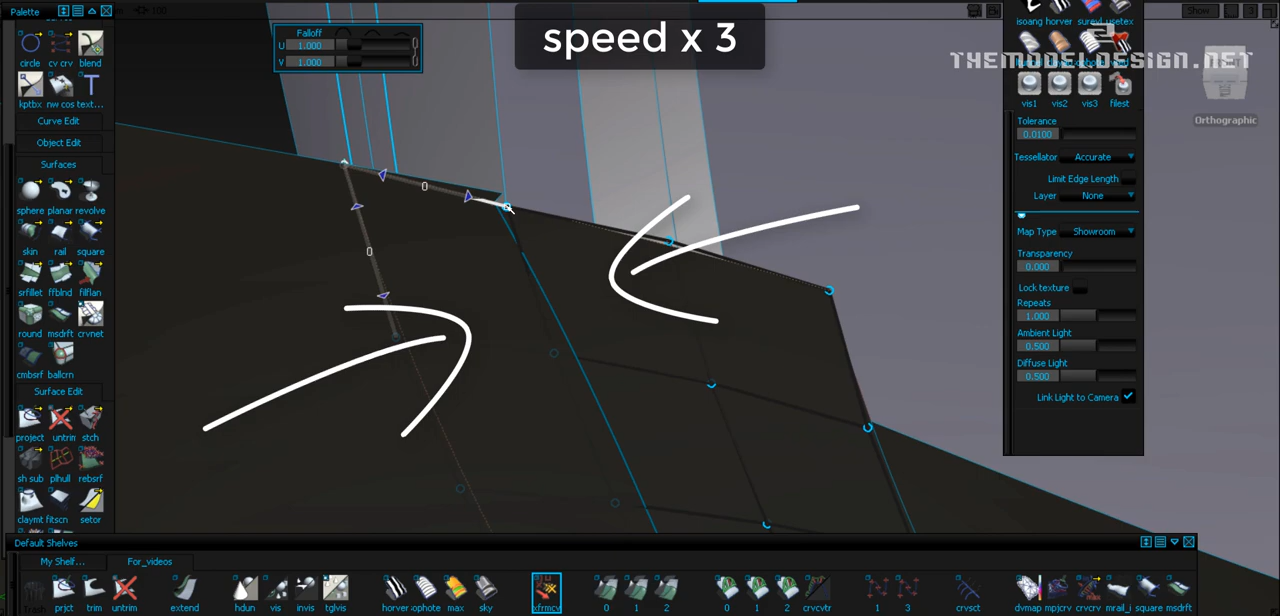 Palette
100
Show
3
circle cv crv blend
kptbx nw cos text...
Curve Edit
Object Edit
Surfaces
sphere planar revolve
skin rail square
srfillet ffblnd filflan
round msdrft crvnet
cmbsrf ballcrn
Surface Edit
project untrim stch
sh sub plhull rebsrf
claymt fitscn setor
Falloff
U 1.000
V 1.000
speed x 3
0
0
isoang horver surevl usetex
THEMODELDESIGN.NET
vis1 vis2 vis3 filest
Orthographic
Tolerance
0.0100
Tessellator Accurate
Limit Edge Length
Layer None
Map Type Showroom
Transparency
0.000
Lock texture
Repeats
1.000
Ambient Light
0.500
Diffuse Light
0.500
Link Light to Camera
Default Shelves
My Shelf... For_videos
Trash prjct trim untrim extend hdun vis invis tglvis horver ophote max sky xfrmcv 0 1 2 0 1 2 crvcvtr 1 3 crvsct dvmap mpjcrv crvcrv mrail_i square msdrft